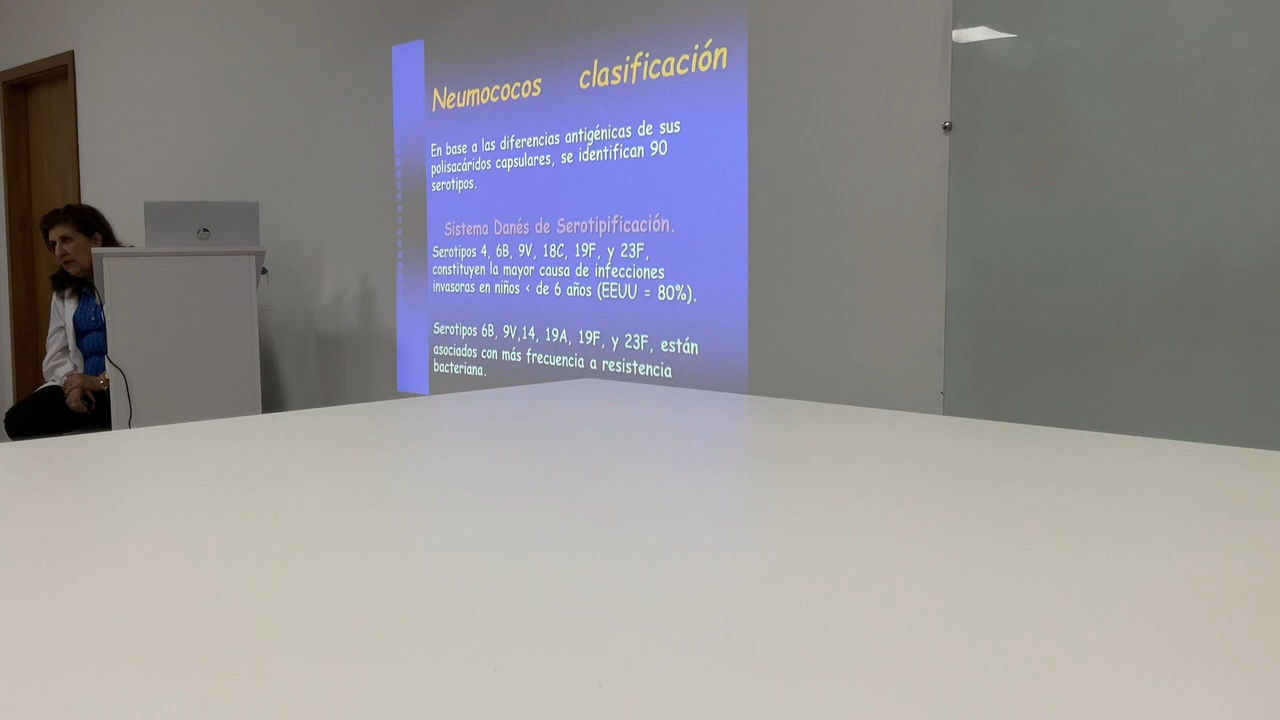 Neumococos clasificación
En base a las diferencias antigénicas de sus
polisacáridos capsulares, se identifican 90
serotipos.
Sistema Danés de Serotipificación.
Serotipos 4, 6B, 9V, 18C, 19F, y 23F,
constituyen la mayor causa de infecciones
invasoras en niños < de 6 años (EEUU = 80%).
Serotipos 6B, 9V,14, 19A, 19F, y 23F, están
asociados con más frecuencia a resistencia
bacteriana.
hp